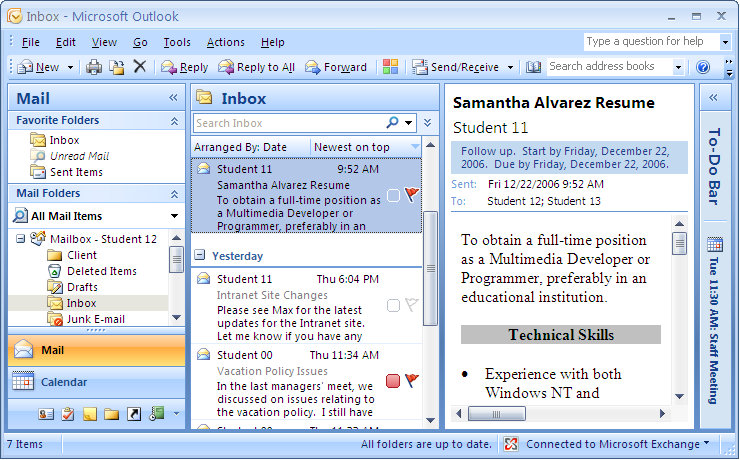 Inbox - Microsoft Outlook
File Edit View Go Tools Actions Help
Type a question for help
New Reply Reply to All Forward Send/Receive Search address books
Mail
Favorite Folders
Inbox
Unread Mail
Sent Items
Mail Folders
All Mail Items
Mailbox - Student 12
Client
Deleted Items
Drafts
Inbox
Junk E-mail
Mail
Calendar
Inbox
Search Inbox
Arranged By: Date Newest on top
Student 11 9:52 AM
Samantha Alvarez Resume
To obtain a full-time position as
a Multimedia Developer or
Programmer, preferably in an
Yesterday
Student 11 Thu 6:04 PM
Intranet Site Changes
Please see Max for the latest
updates for the Intranet site.
Let me know if you have any
Student 00 Thu 11:34 AM
Vacation Policy Issues
In the last managers' meet, we
discussed on issues relating to
the vacation policy. I still have
Student 00 Thu 11:33 AM
Samantha Alvarez Resume
Student 11
Follow up. Start by Friday, December 22,
2006. Due by Friday, December 22, 2006.
Sent: Fri 12/22/2006 9:52 AM
To: Student 12; Student 13
To obtain a full-time position
as a Multimedia Developer or
Programmer, preferably in an
educational institution.
Technical Skills
• Experience with both
Windows NT and
To-Do Bar
Tue 11:30 AM: Staff Meeting
7 Items All folders are up to date. Connected to Microsoft Exchange